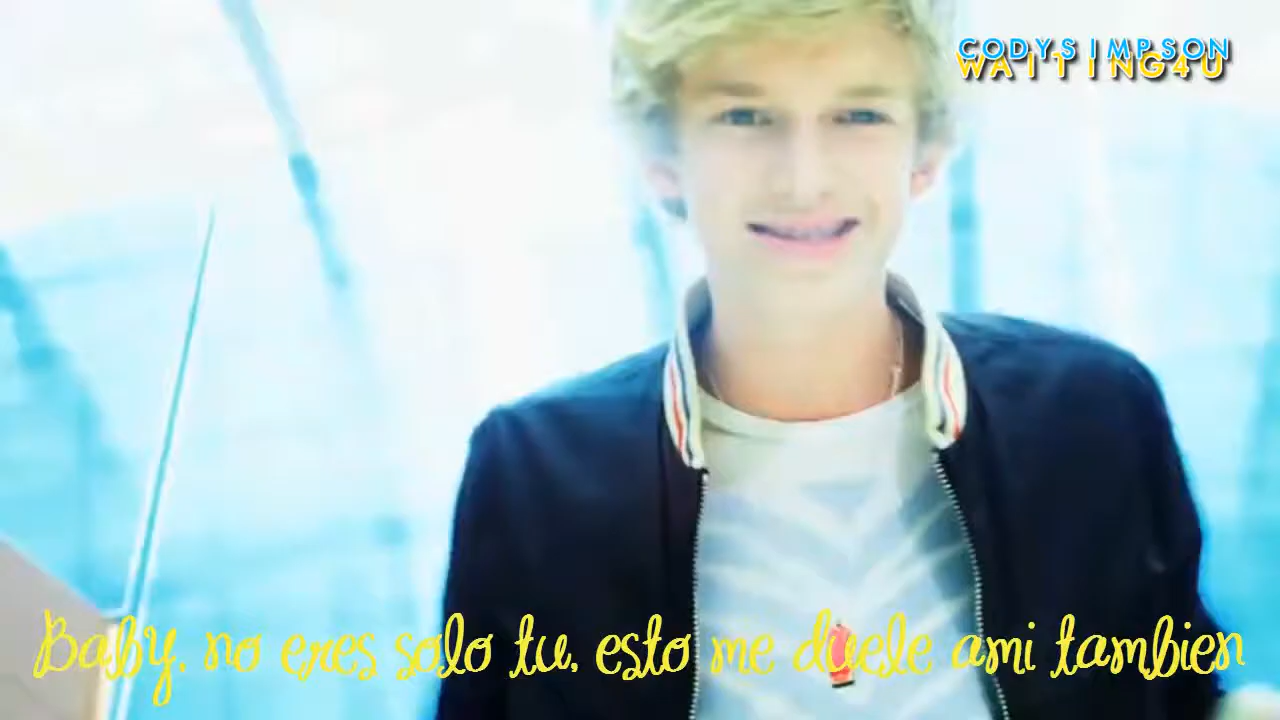 CODYSIMPSON
WAITING4U
Baby, no eres solo tu, esto me duele ami tambien